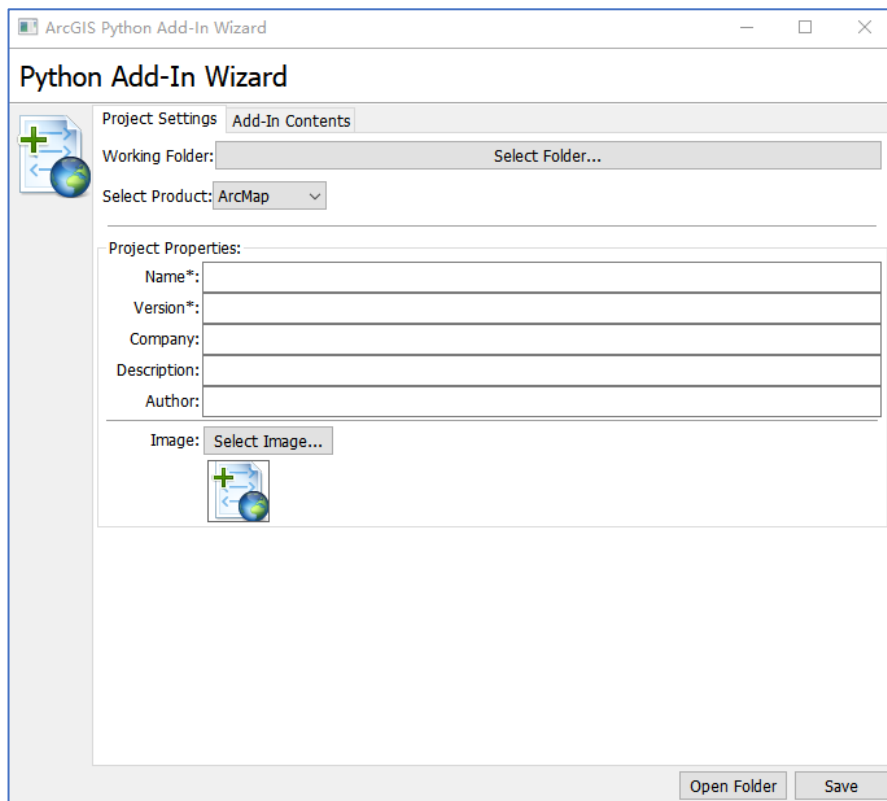 ArcGIS Python Add-In Wizard
Python Add-In Wizard
Project Settings Add-In Contents
Working Folder: Select Folder...
Select Product: ArcMap
Project Properties:
Name*:
Version*:
Company:
Description:
Author:
Image: Select Image...
Open Folder Save